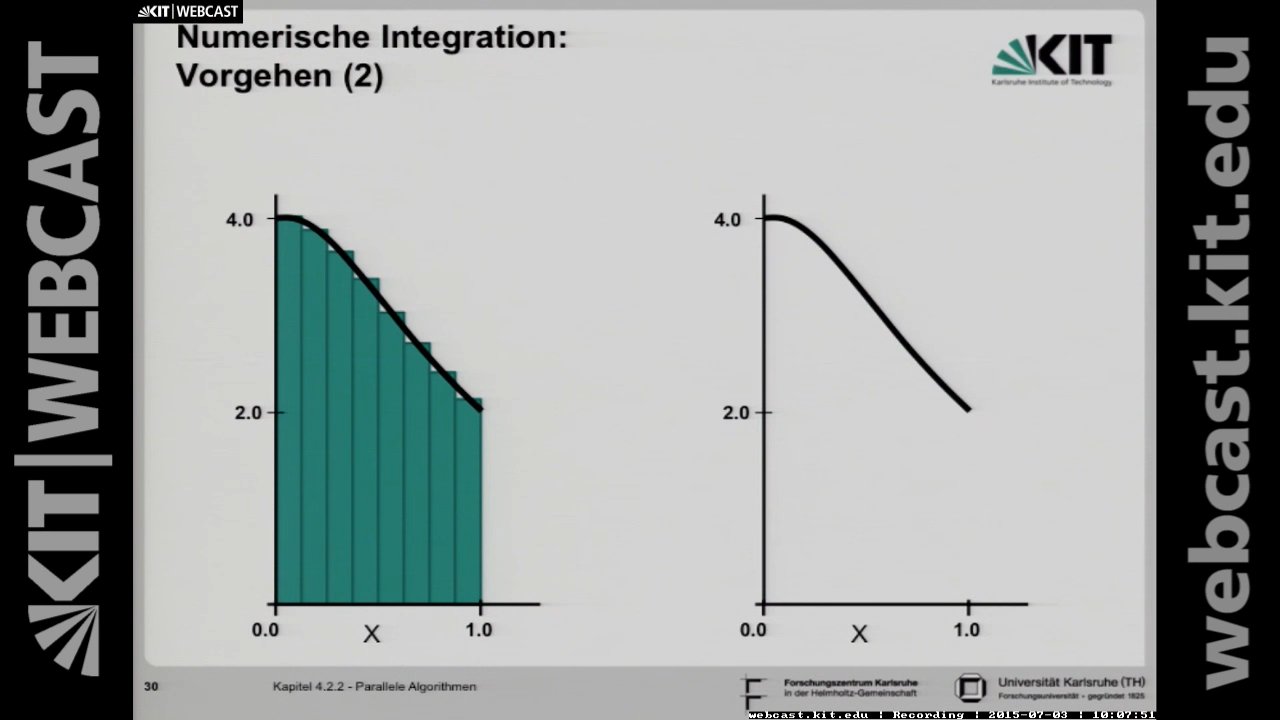 KIT|WEBCAST
KIT|WEBCAST
Numerische Integration:
Vorgehen (2)
KIT
Karlsruhe Institute of Technology
4.0
2.0
0.0
X
1.0
4.0
2.0
0.0
X
1.0
30
Kapitel 4.2.2 - Parallele Algorithmen
Forschungszentrum Karlsruhe
in der Helmholtz-Gemeinschaft
Universität Karlsruhe (TH)
Forschungsuniversität • gegründet 1825
webcast.kit.edu | Recording | 2015-07-03 | 10:07:51
webcast.kit.edu